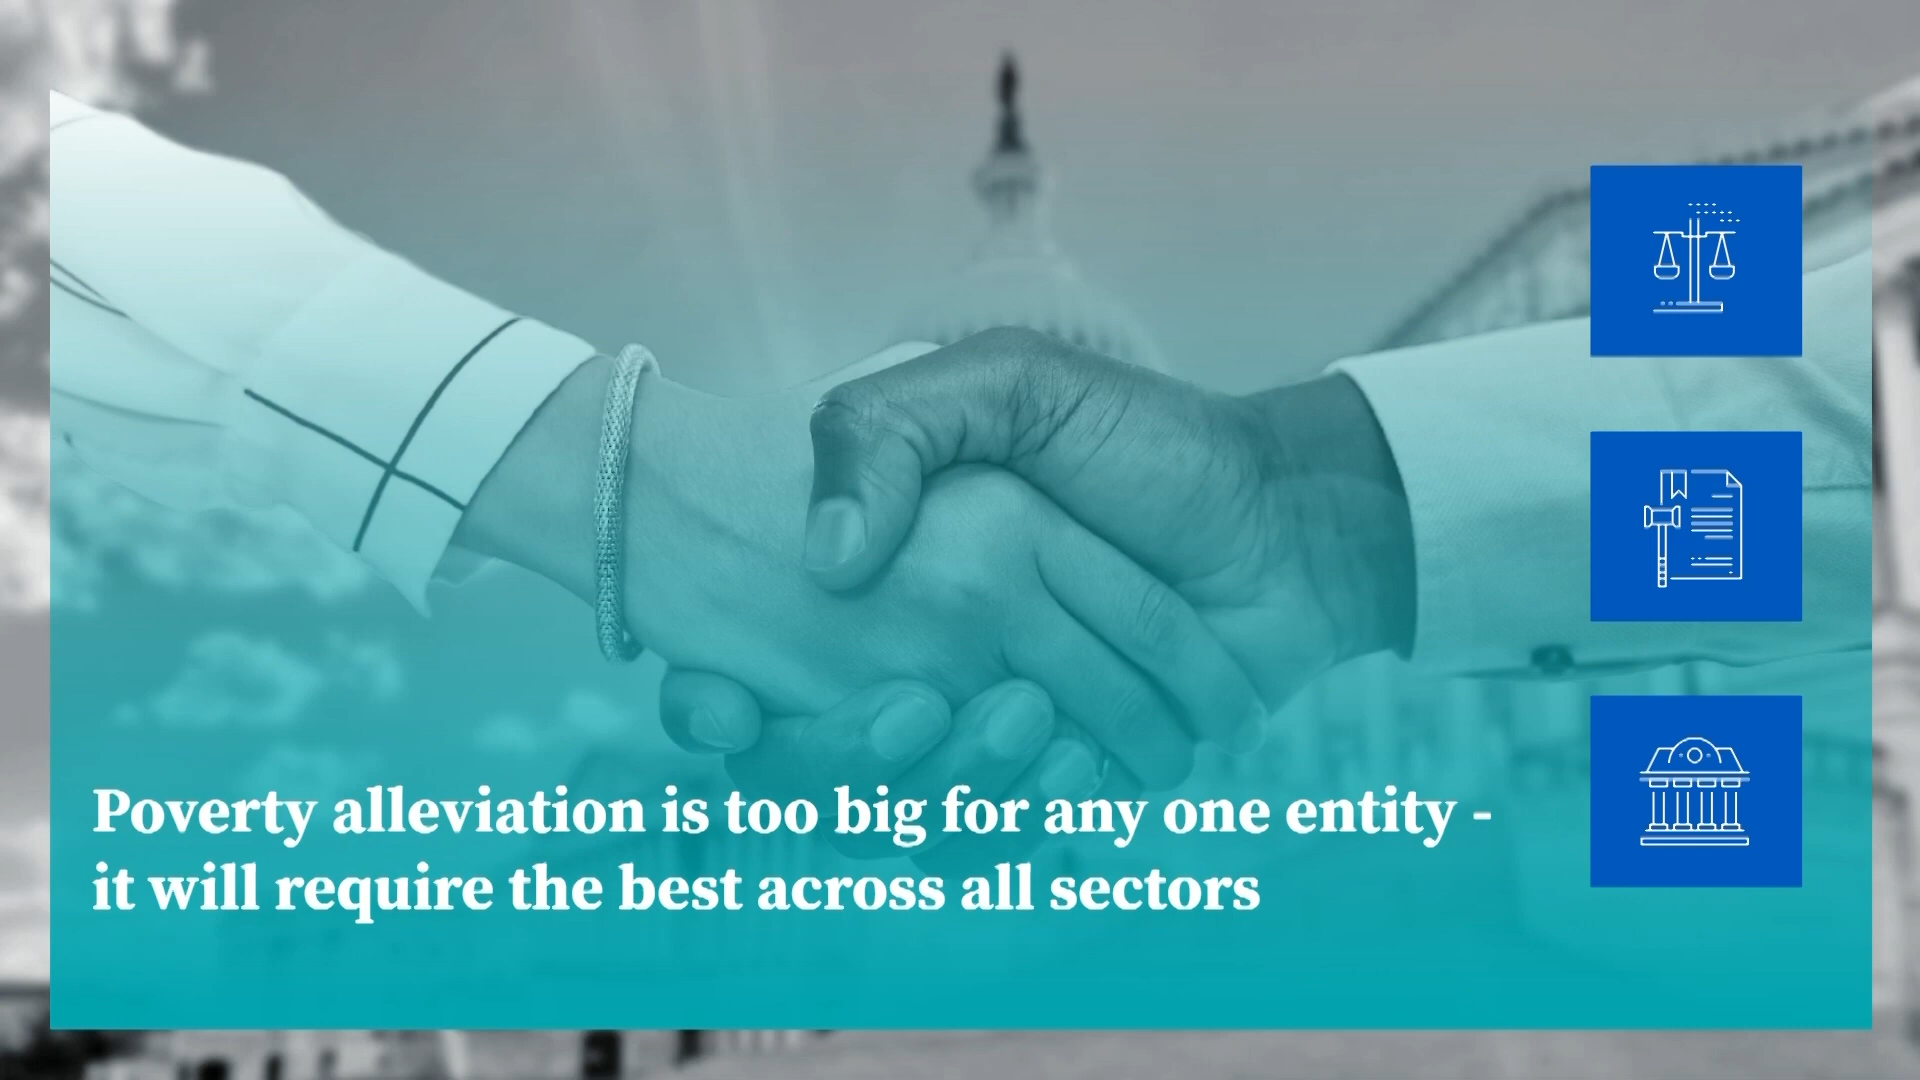 Poverty alleviation is too big for any one entity -
it will require the best across all sectors